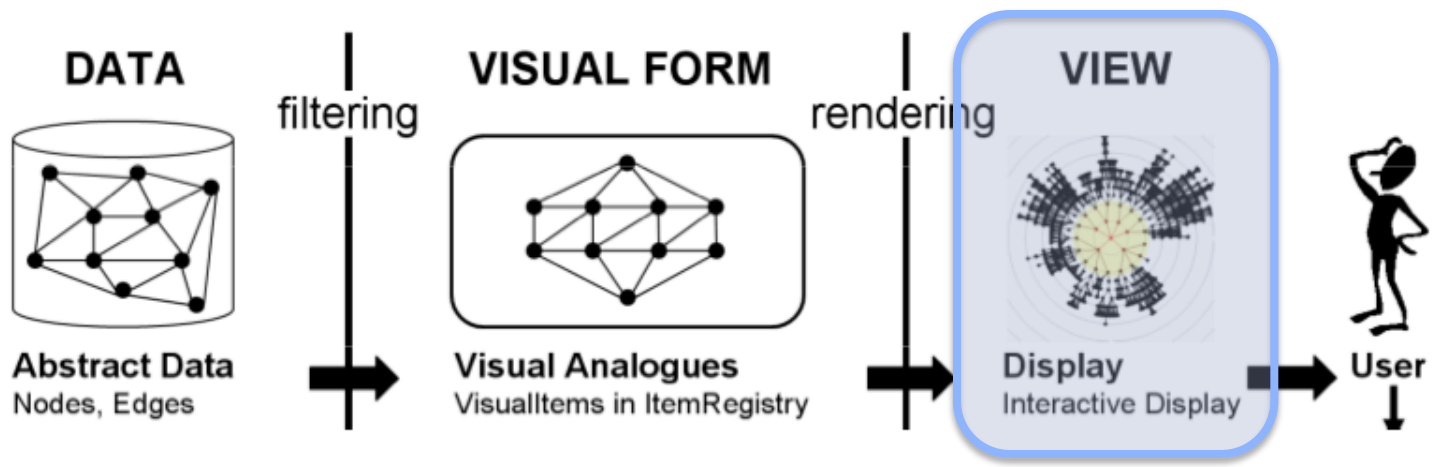 DATA
filtering
VISUAL FORM
rendering
VIEW
Abstract Data
Nodes, Edges
Visual Analogues
VisualItems in ItemRegistry
Display
Interactive Display
User